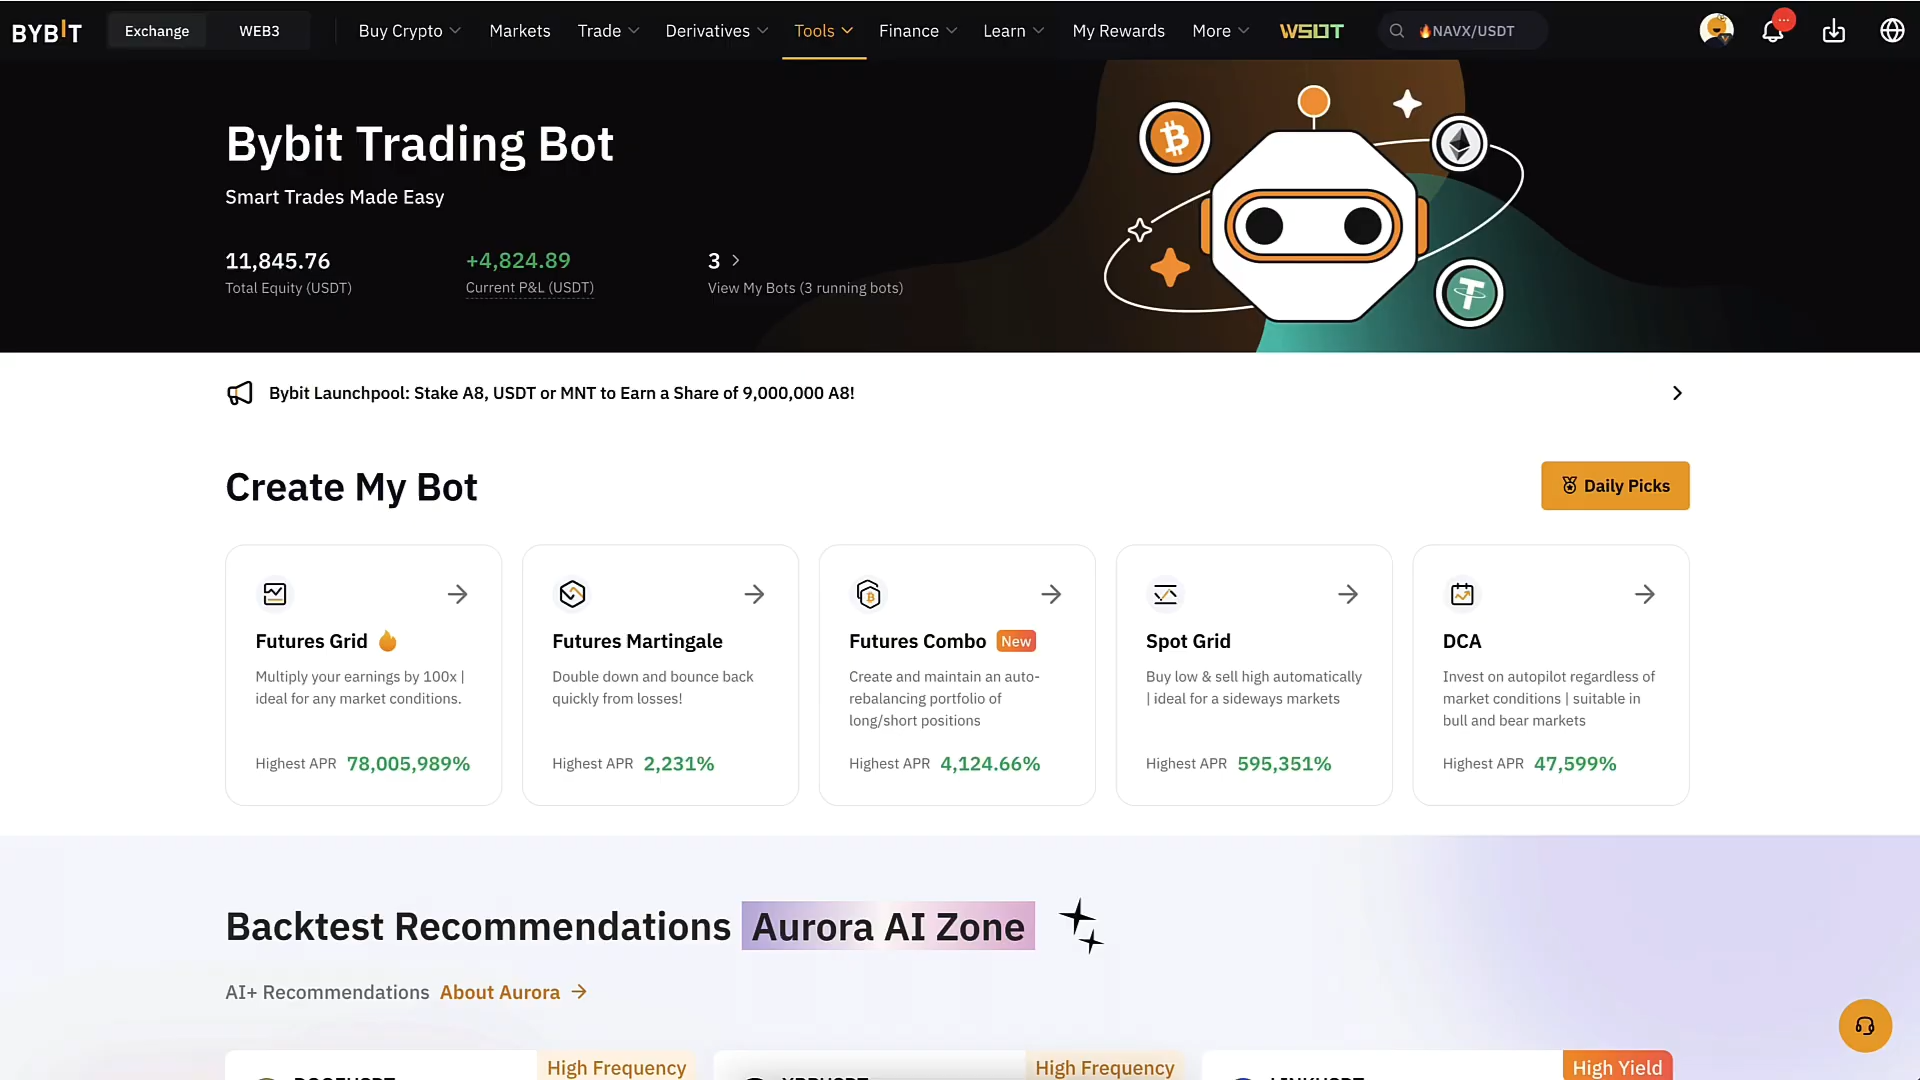 BYBIT
Exchange
WEB3
Buy Crypto
Markets
Trade
Derivatives
Tools
Finance
Learn
My Rewards
More
WSOT
NAVX/USDT
Bybit Trading Bot
Smart Trades Made Easy
11,845.76
Total Equity (USDT)
+4,824.89
Current P&L (USDT)
3
View My Bots (3 running bots)
Bybit Launchpool: Stake A8, USDT or MNT to Earn a Share of 9,000,000 A8!
Create My Bot
Daily Picks
Futures Grid
Multiply your earnings by 100x |
ideal for any market conditions.
Highest APR 78,005,989%
Futures Martingale
Double down and bounce back
quickly from losses!
Highest APR 2,231%
Futures Combo New
Create and maintain an auto-
rebalancing portfolio of
long/short positions
Highest APR 4,124.66%
Spot Grid
Buy low & sell high automatically
| ideal for a sideways markets
Highest APR 595,351%
DCA
Invest on autopilot regardless of
market conditions | suitable in
bull and bear markets
Highest APR 47,599%
Backtest Recommendations Aurora AI Zone
AI+ Recommendations About Aurora
High Frequency
High Frequency
High Yield